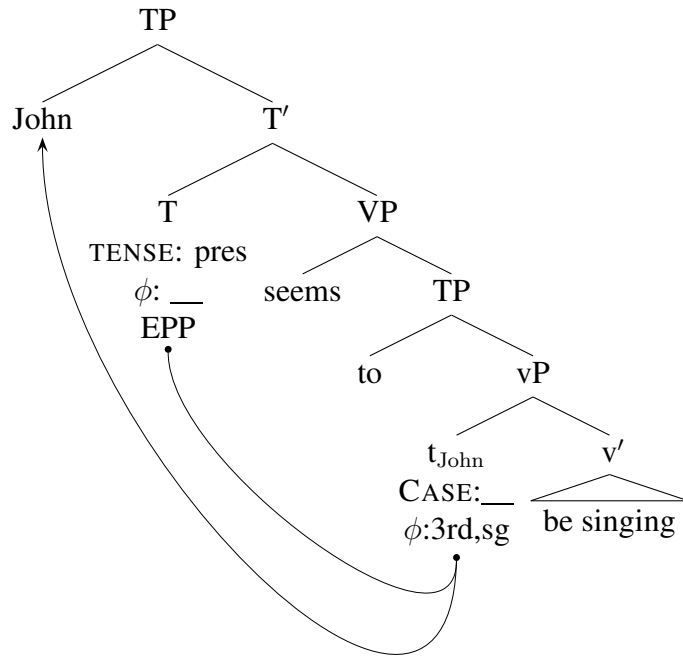 TP
John T′
T VP
TENSE: pres
ϕ: __ seems TP
EPP
to vP
t_John v′
CASE:__
ϕ:3rd,sg be singing